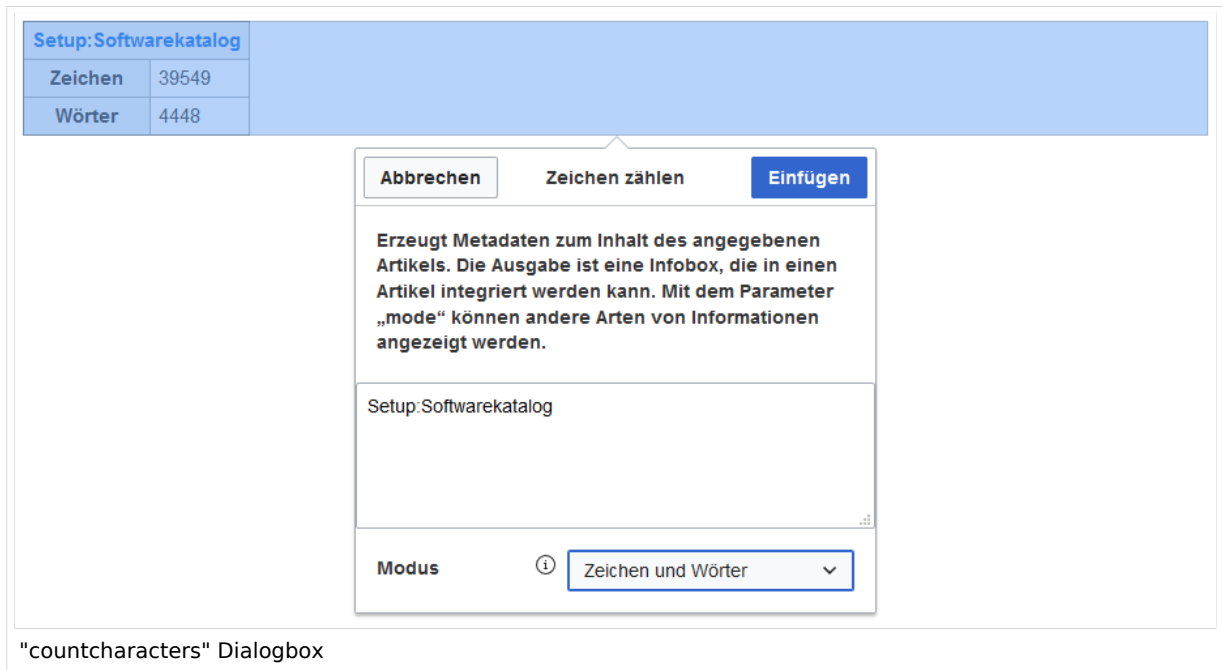 Setup:Softwarekatalog
Zeichen 39549
Wörter 4448
Abbrechen Zeichen zählen Einfügen
Erzeugt Metadaten zum Inhalt des angegebenen
Artikels. Die Ausgabe ist eine Infobox, die in einen
Artikel integriert werden kann. Mit dem Parameter
„mode“ können andere Arten von Informationen
angezeigt werden.
Setup:Softwarekatalog
Modus Zeichen und Wörter
"countcharacters" Dialogbox